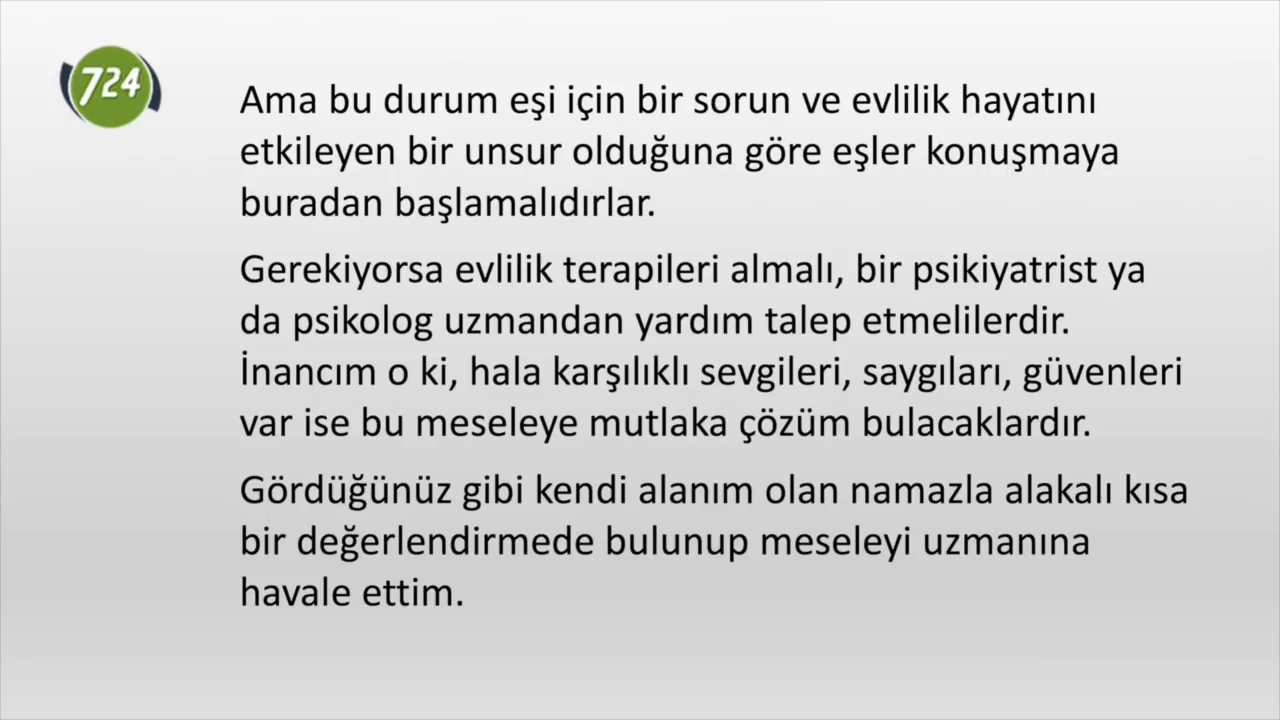 724
Ama bu durum eşi için bir sorun ve evlilik hayatını
etkileyen bir unsur olduğuna göre eşler konuşmaya
buradan başlamalıdırlar.
Gerekiyorsa evlilik terapileri almalı, bir psikiyatrist ya
da psikolog uzmandan yardım talep etmelilerdir.
İnancım o ki, hala karşılıklı sevgileri, saygıları, güvenleri
var ise bu meseleye mutlaka çözüm bulacaklardır.
Gördüğünüz gibi kendi alanım olan namazla alakalı kısa
bir değerlendirmede bulunup meseleyi uzmanına
havale ettim.